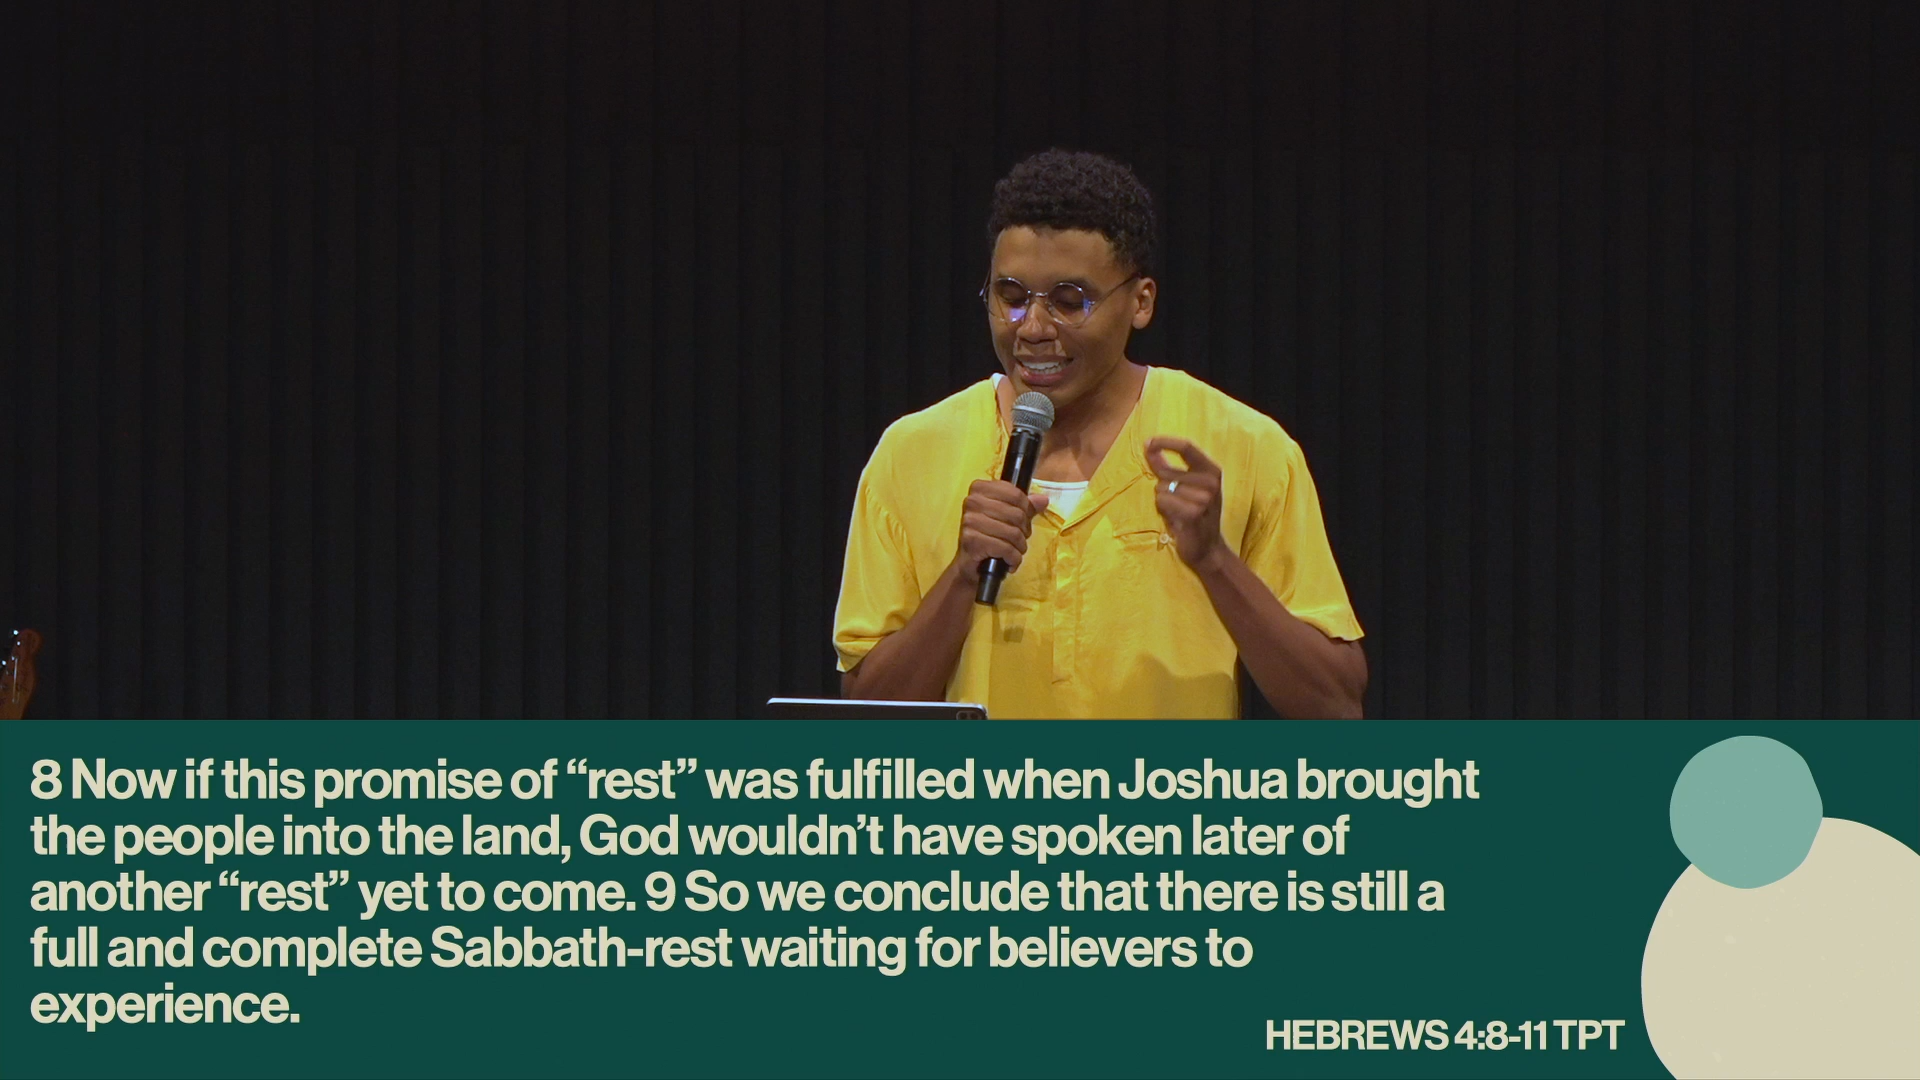 8 Now if this promise of “rest” was fulfilled when Joshua brought
the people into the land, God wouldn’t have spoken later of
another “rest” yet to come. 9 So we conclude that there is still a
full and complete Sabbath-rest waiting for believers to
experience.
HEBREWS 4:8-11 TPT